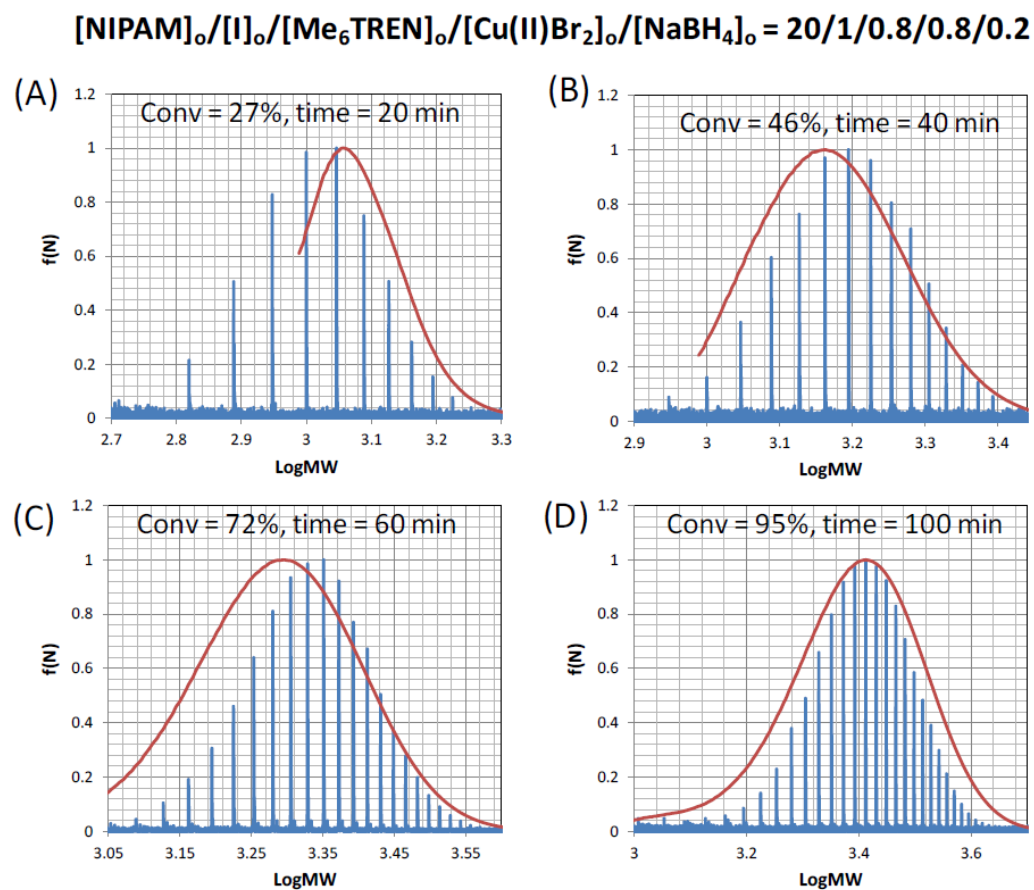 [NIPAM]o/[I]o/[Me6TREN]o/[Cu(II)Br2]o/[NaBH4]o = 20/1/0.8/0.8/0.2
(A)
Conv = 27%, time = 20 min
f(N)
1.2
1
0.8
0.6
0.4
0.2
0
2.7 2.8 2.9 3 3.1 3.2 3.3
LogMW
(B)
Conv = 46%, time = 40 min
f(N)
1.2
1
0.8
0.6
0.4
0.2
0
2.9 3 3.1 3.2 3.3 3.4
LogMW
(C)
Conv = 72%, time = 60 min
f(N)
1.2
1
0.8
0.6
0.4
0.2
0
3.05 3.15 3.25 3.35 3.45 3.55
LogMW
(D)
Conv = 95%, time = 100 min
f(N)
1.2
1
0.8
0.6
0.4
0.2
0
3 3.2 3.4 3.6
LogMW